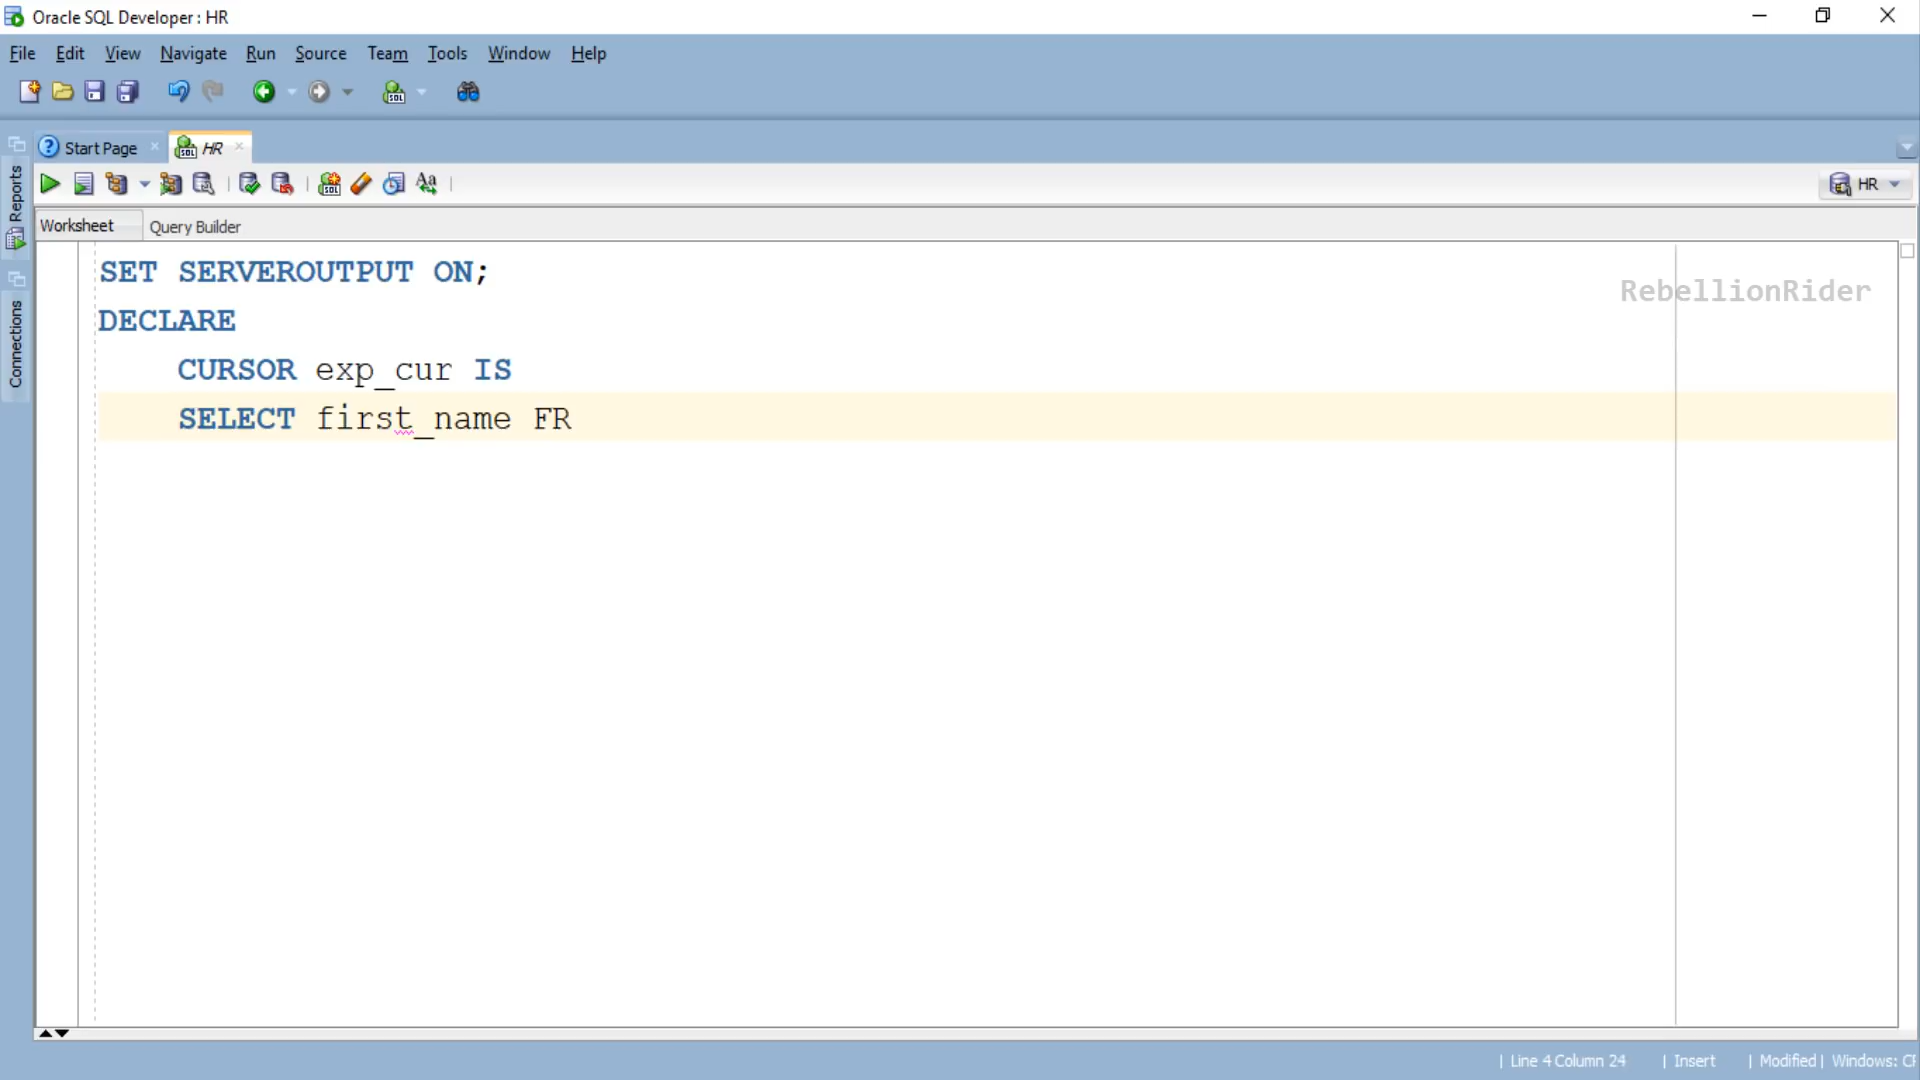 Oracle SQL Developer : HR
File Edit View Navigate Run Source Team Tools Window Help
Start Page HR
HR
Reports
Connections
Worksheet Query Builder
SET SERVEROUTPUT ON;
RebellionRider
DECLARE
CURSOR exp_cur IS
SELECT first_name FR
| Line 4 Column 24 | Insert | Modified | Windows: CF